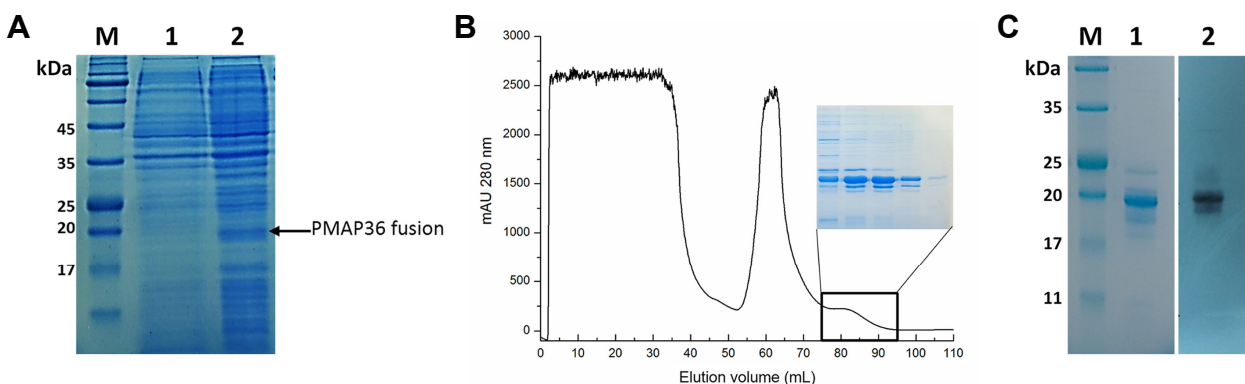 A
M 1 2
kDa
45
35
25
20
17
PMAP36 fusion
B
mAU 280 nm
3000
2500
2000
1500
1000
500
0
0 10 20 30 40 50 60 70 80 90 100 110
Elution volume (mL)
C
M 1 2
kDa
35
25
20
17
11